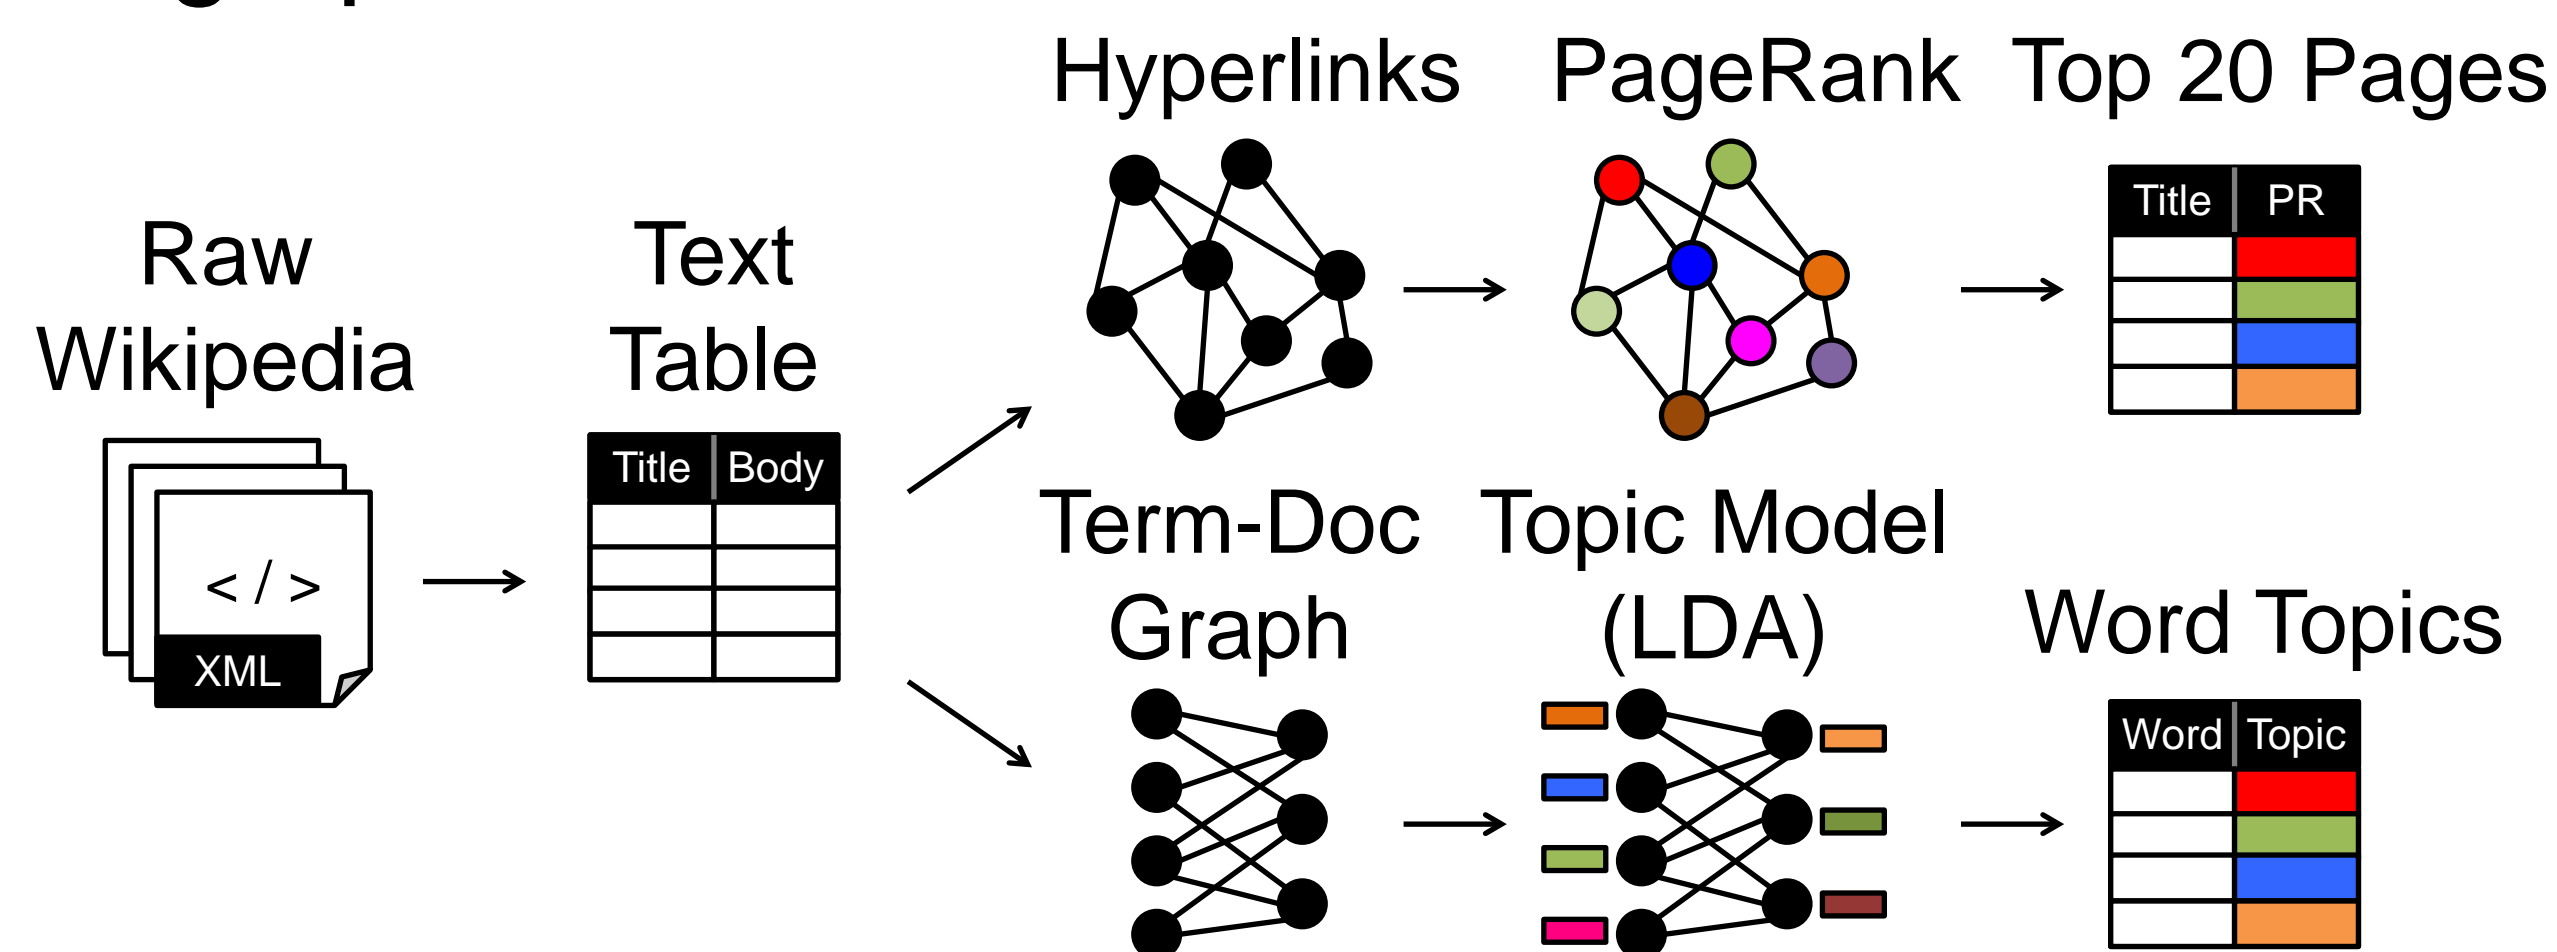 Raw
Wikipedia
< / >
XML
Text
Table
Title Body
Hyperlinks
PageRank
Top 20 Pages
Title PR
Term-Doc
Graph
Topic Model
(LDA)
Word Topics
Word Topic